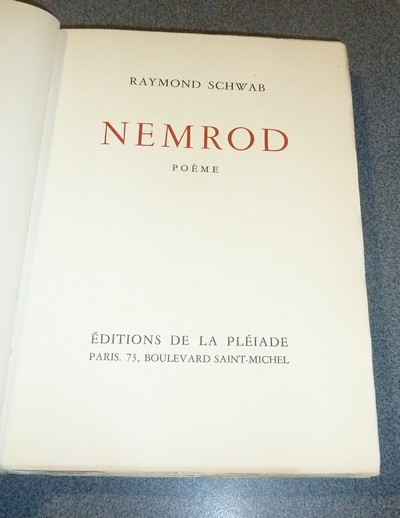 RAYMOND SCHWAB
NEMROD
POÈME
ÉDITIONS DE LA PLÉIADE
PARIS. 73, BOULEVARD SAINT-MICHEL